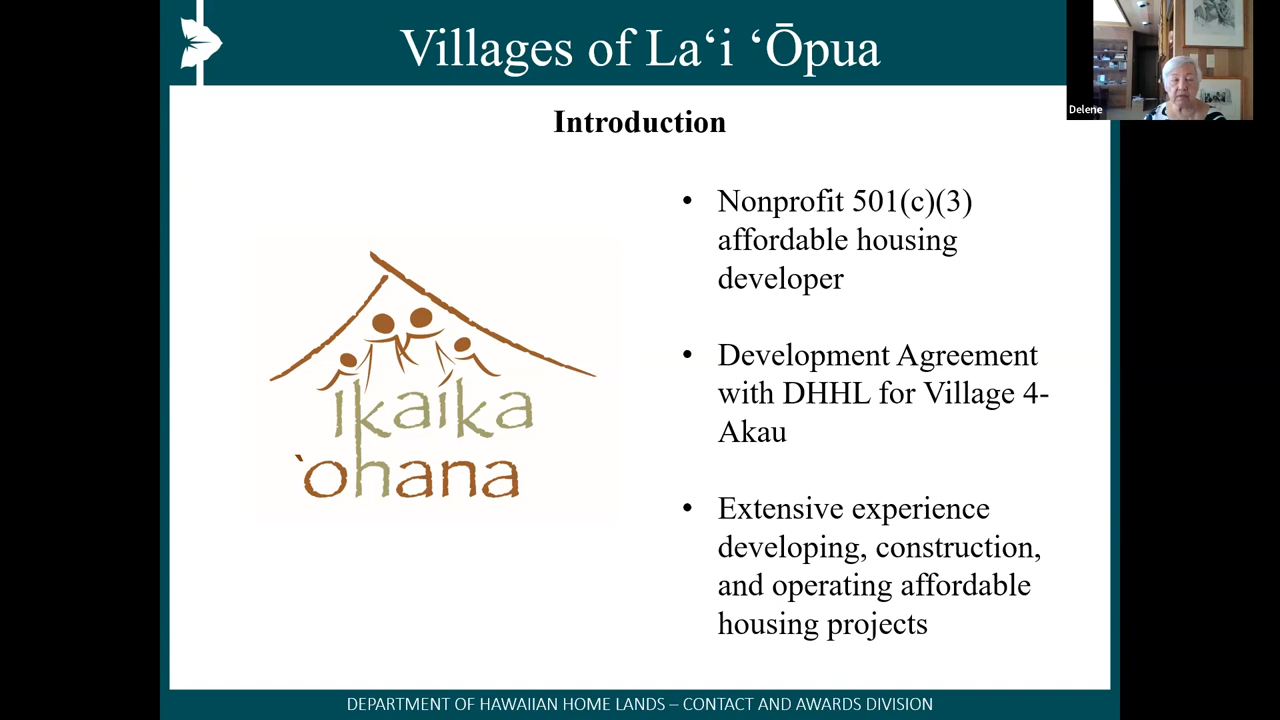 Villages of Laʻi ʻŌpua
Delene
Introduction
• Nonprofit 501(c)(3)
affordable housing
developer
• Development Agreement
with DHHL for Village 4-
Akau
• Extensive experience
developing, construction,
and operating affordable
housing projects
ikaika
ʻohana
DEPARTMENT OF HAWAIIAN HOME LANDS – CONTACT AND AWARDS DIVISION